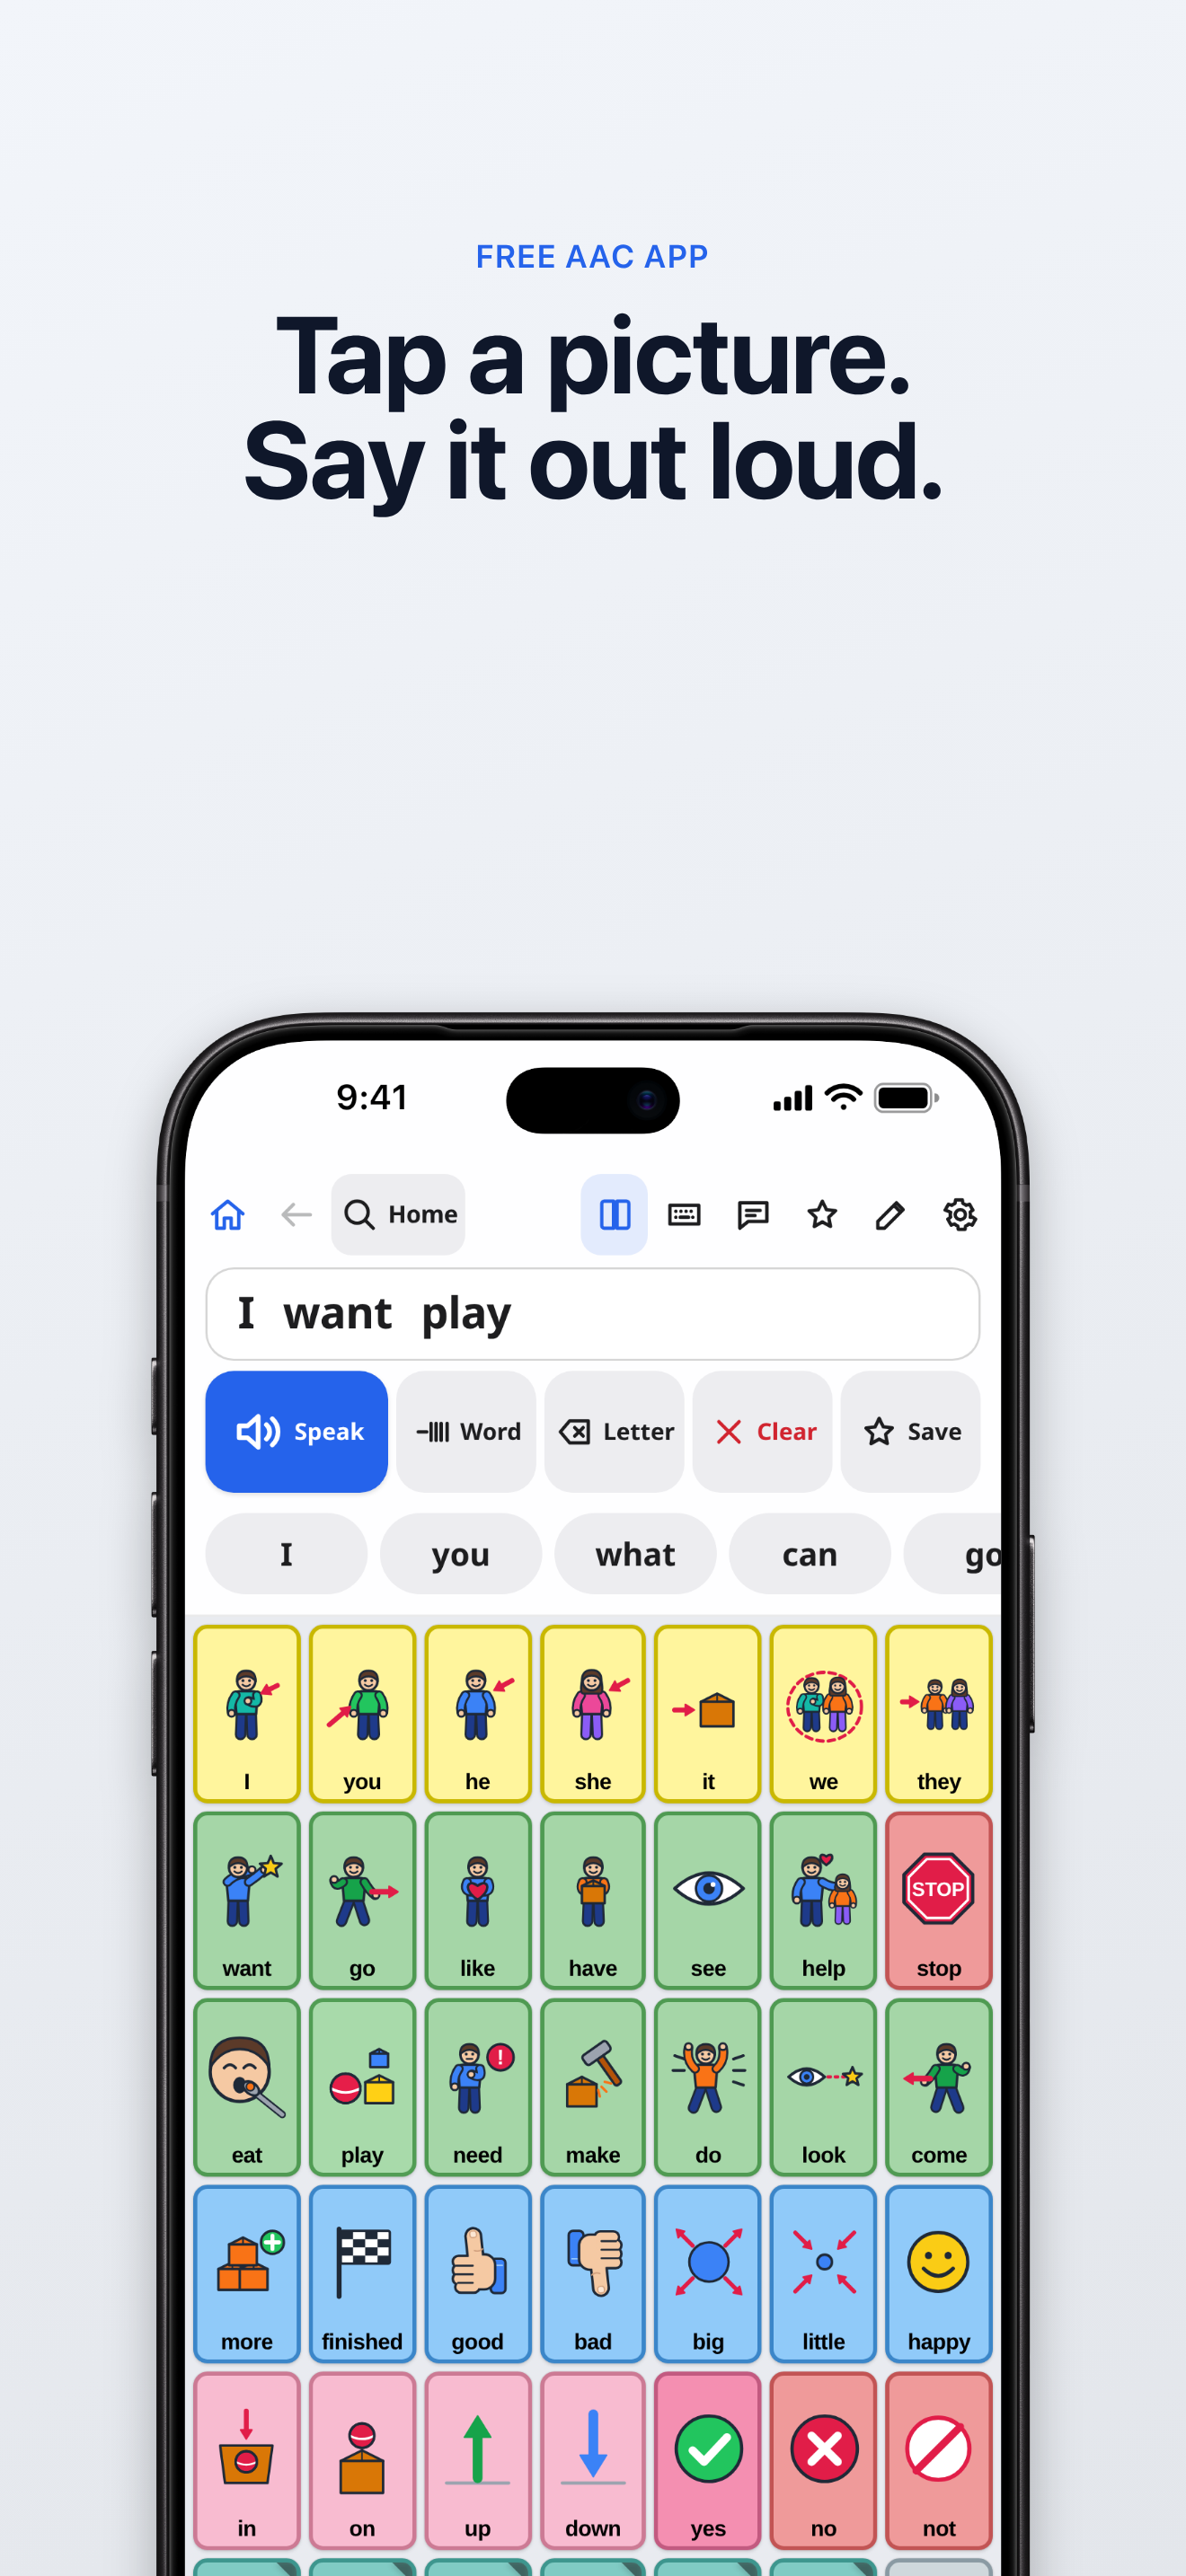 FREE AAC APP
Tap a picture.
Say it out loud.
9:41
Home
I want play
Speak Word Letter Clear Save
I you what can go
I you he she it we they
STOP
want go like have see help stop
eat play need make do look come
more finished good bad big little happy
in on up down yes no not